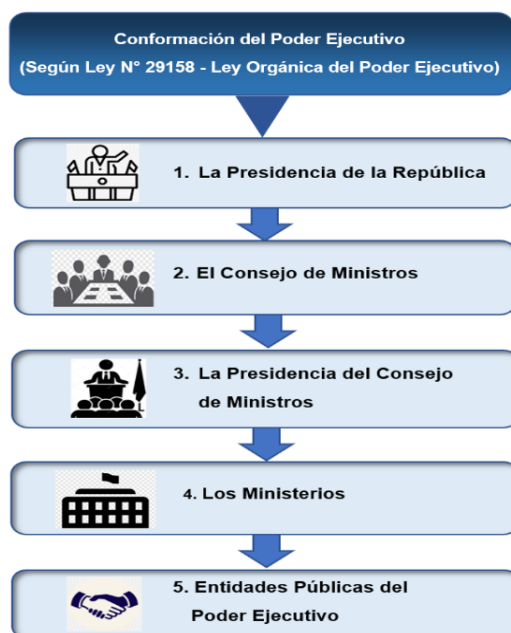 Conformación del Poder Ejecutivo
(Según Ley N° 29158 - Ley Orgánica del Poder Ejecutivo)
1. La Presidencia de la República
2. El Consejo de Ministros
3. La Presidencia del Consejo
de Ministros
4. Los Ministerios
5. Entidades Públicas del
Poder Ejecutivo